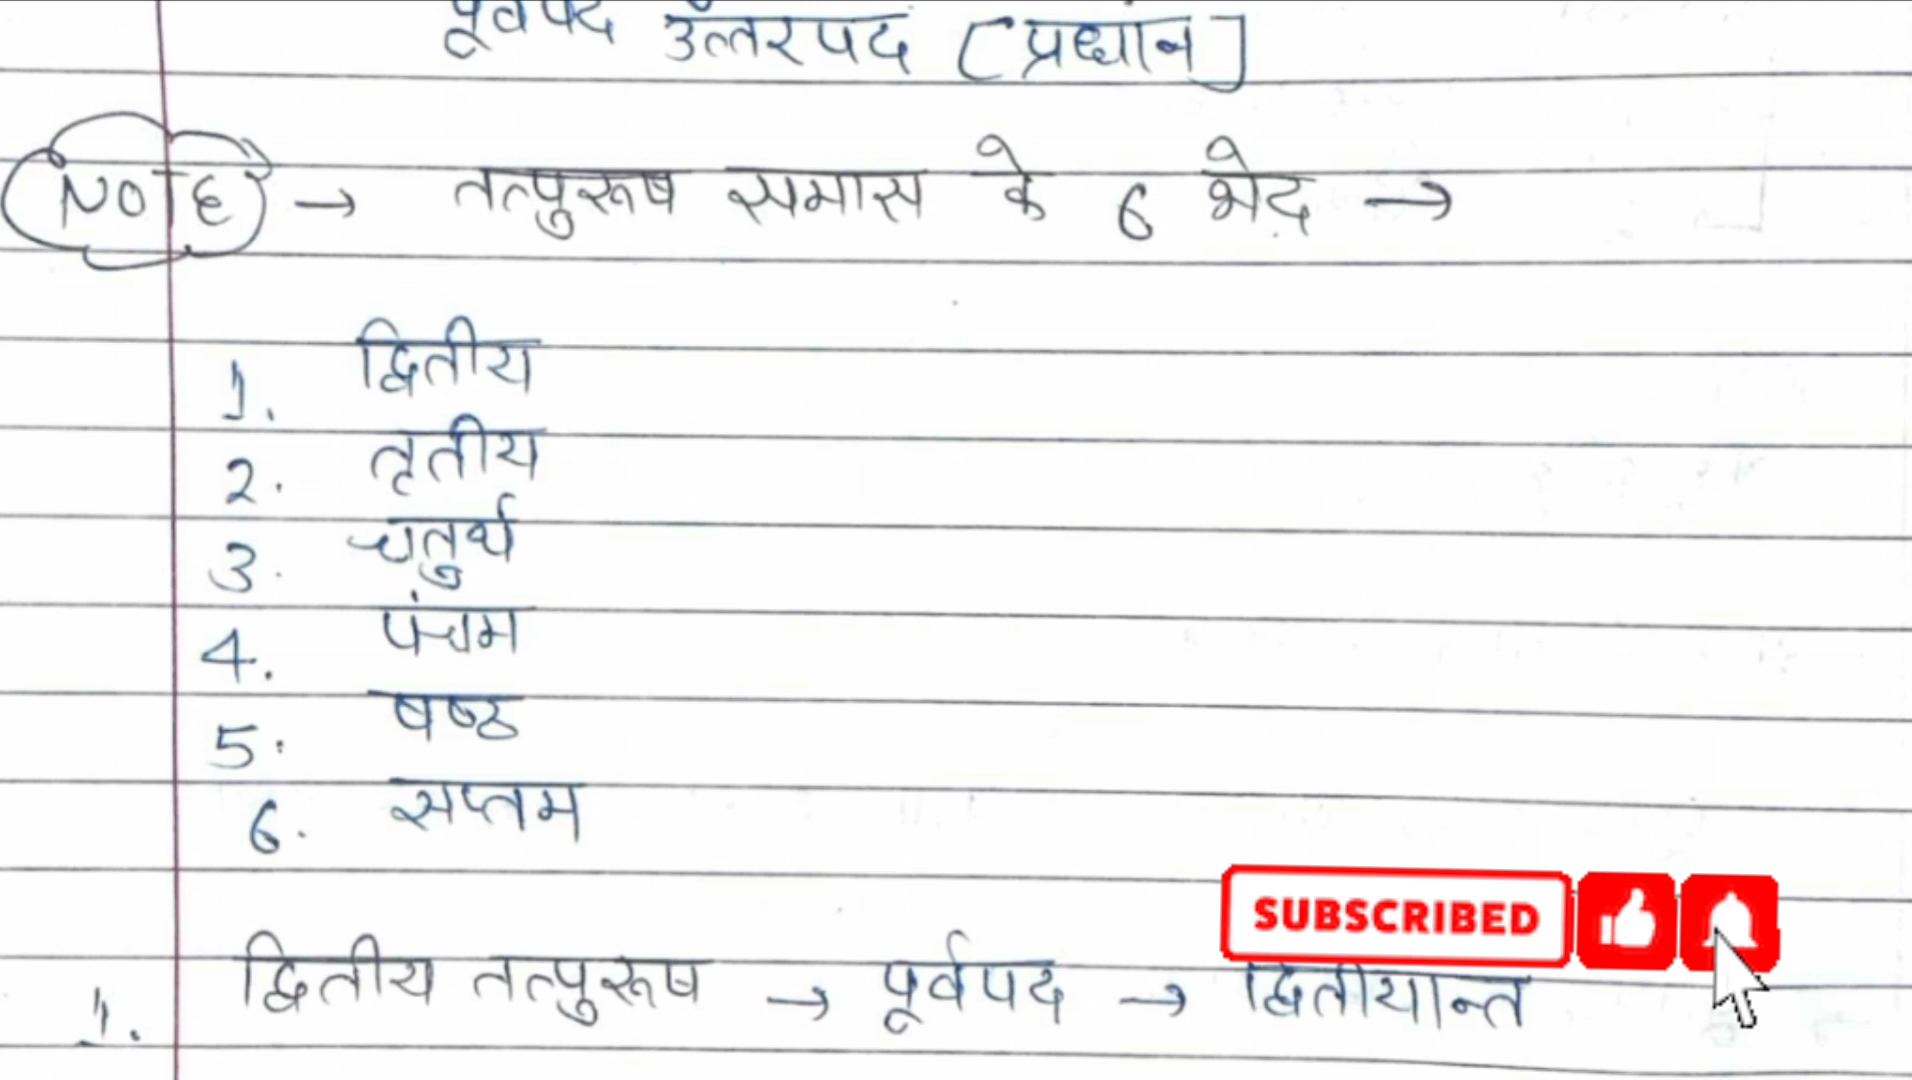 पूर्वपद उत्तरपद [प्रधान]
NOTE → तत्पुरूष समास के 6 भेद →
1. द्वितीय
2. तृतीय
3. चतुर्थ
4. पंचम
5. षष्ठ
6. सप्तम
SUBSCRIBED
1. द्वितीय तत्पुरूष → पूर्वपद → द्वितीयान्त